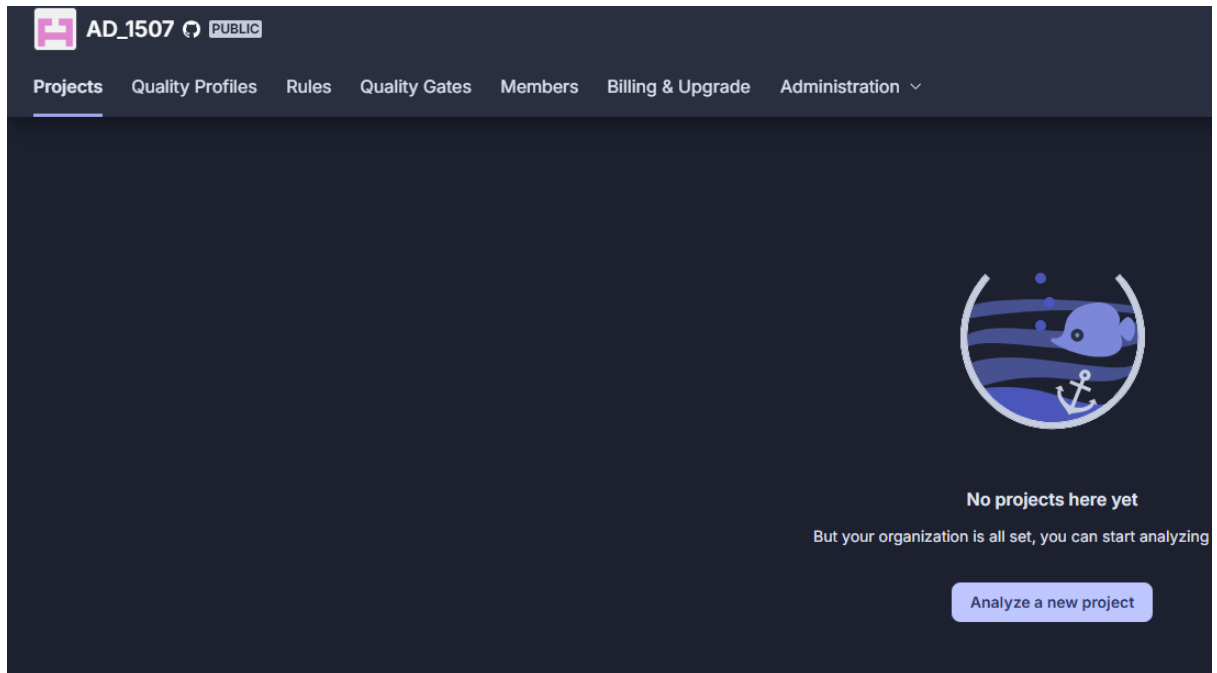 AD_1507 PUBLIC
Projects Quality Profiles Rules Quality Gates Members Billing & Upgrade Administration
No projects here yet
But your organization is all set, you can start analyzing
Analyze a new project